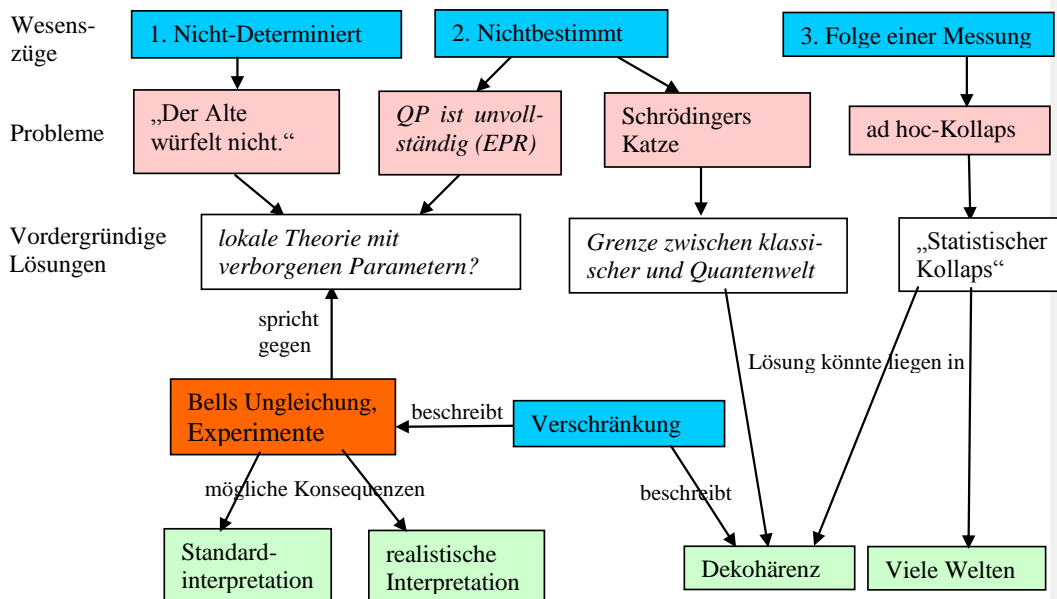 Wesens-
züge
1. Nicht-Determiniert
2. Nichtbestimmt
3. Folge einer Messung
Probleme
„Der Alte
würfelt nicht.“
QP ist unvoll-
ständig (EPR)
Schrödingers
Katze
ad hoc-Kollaps
Vordergründige
Lösungen
lokale Theorie mit
verborgenen Parametern?
Grenze zwischen klassi-
scher und Quantenwelt
„Statistischer
Kollaps“
spricht
gegen
Lösung könnte liegen in
Bells Ungleichung,
Experimente
beschreibt
Verschränkung
mögliche Konsequenzen
beschreibt
Standard-
interpretation
realistische
Interpretation
Dekohärenz
Viele Welten